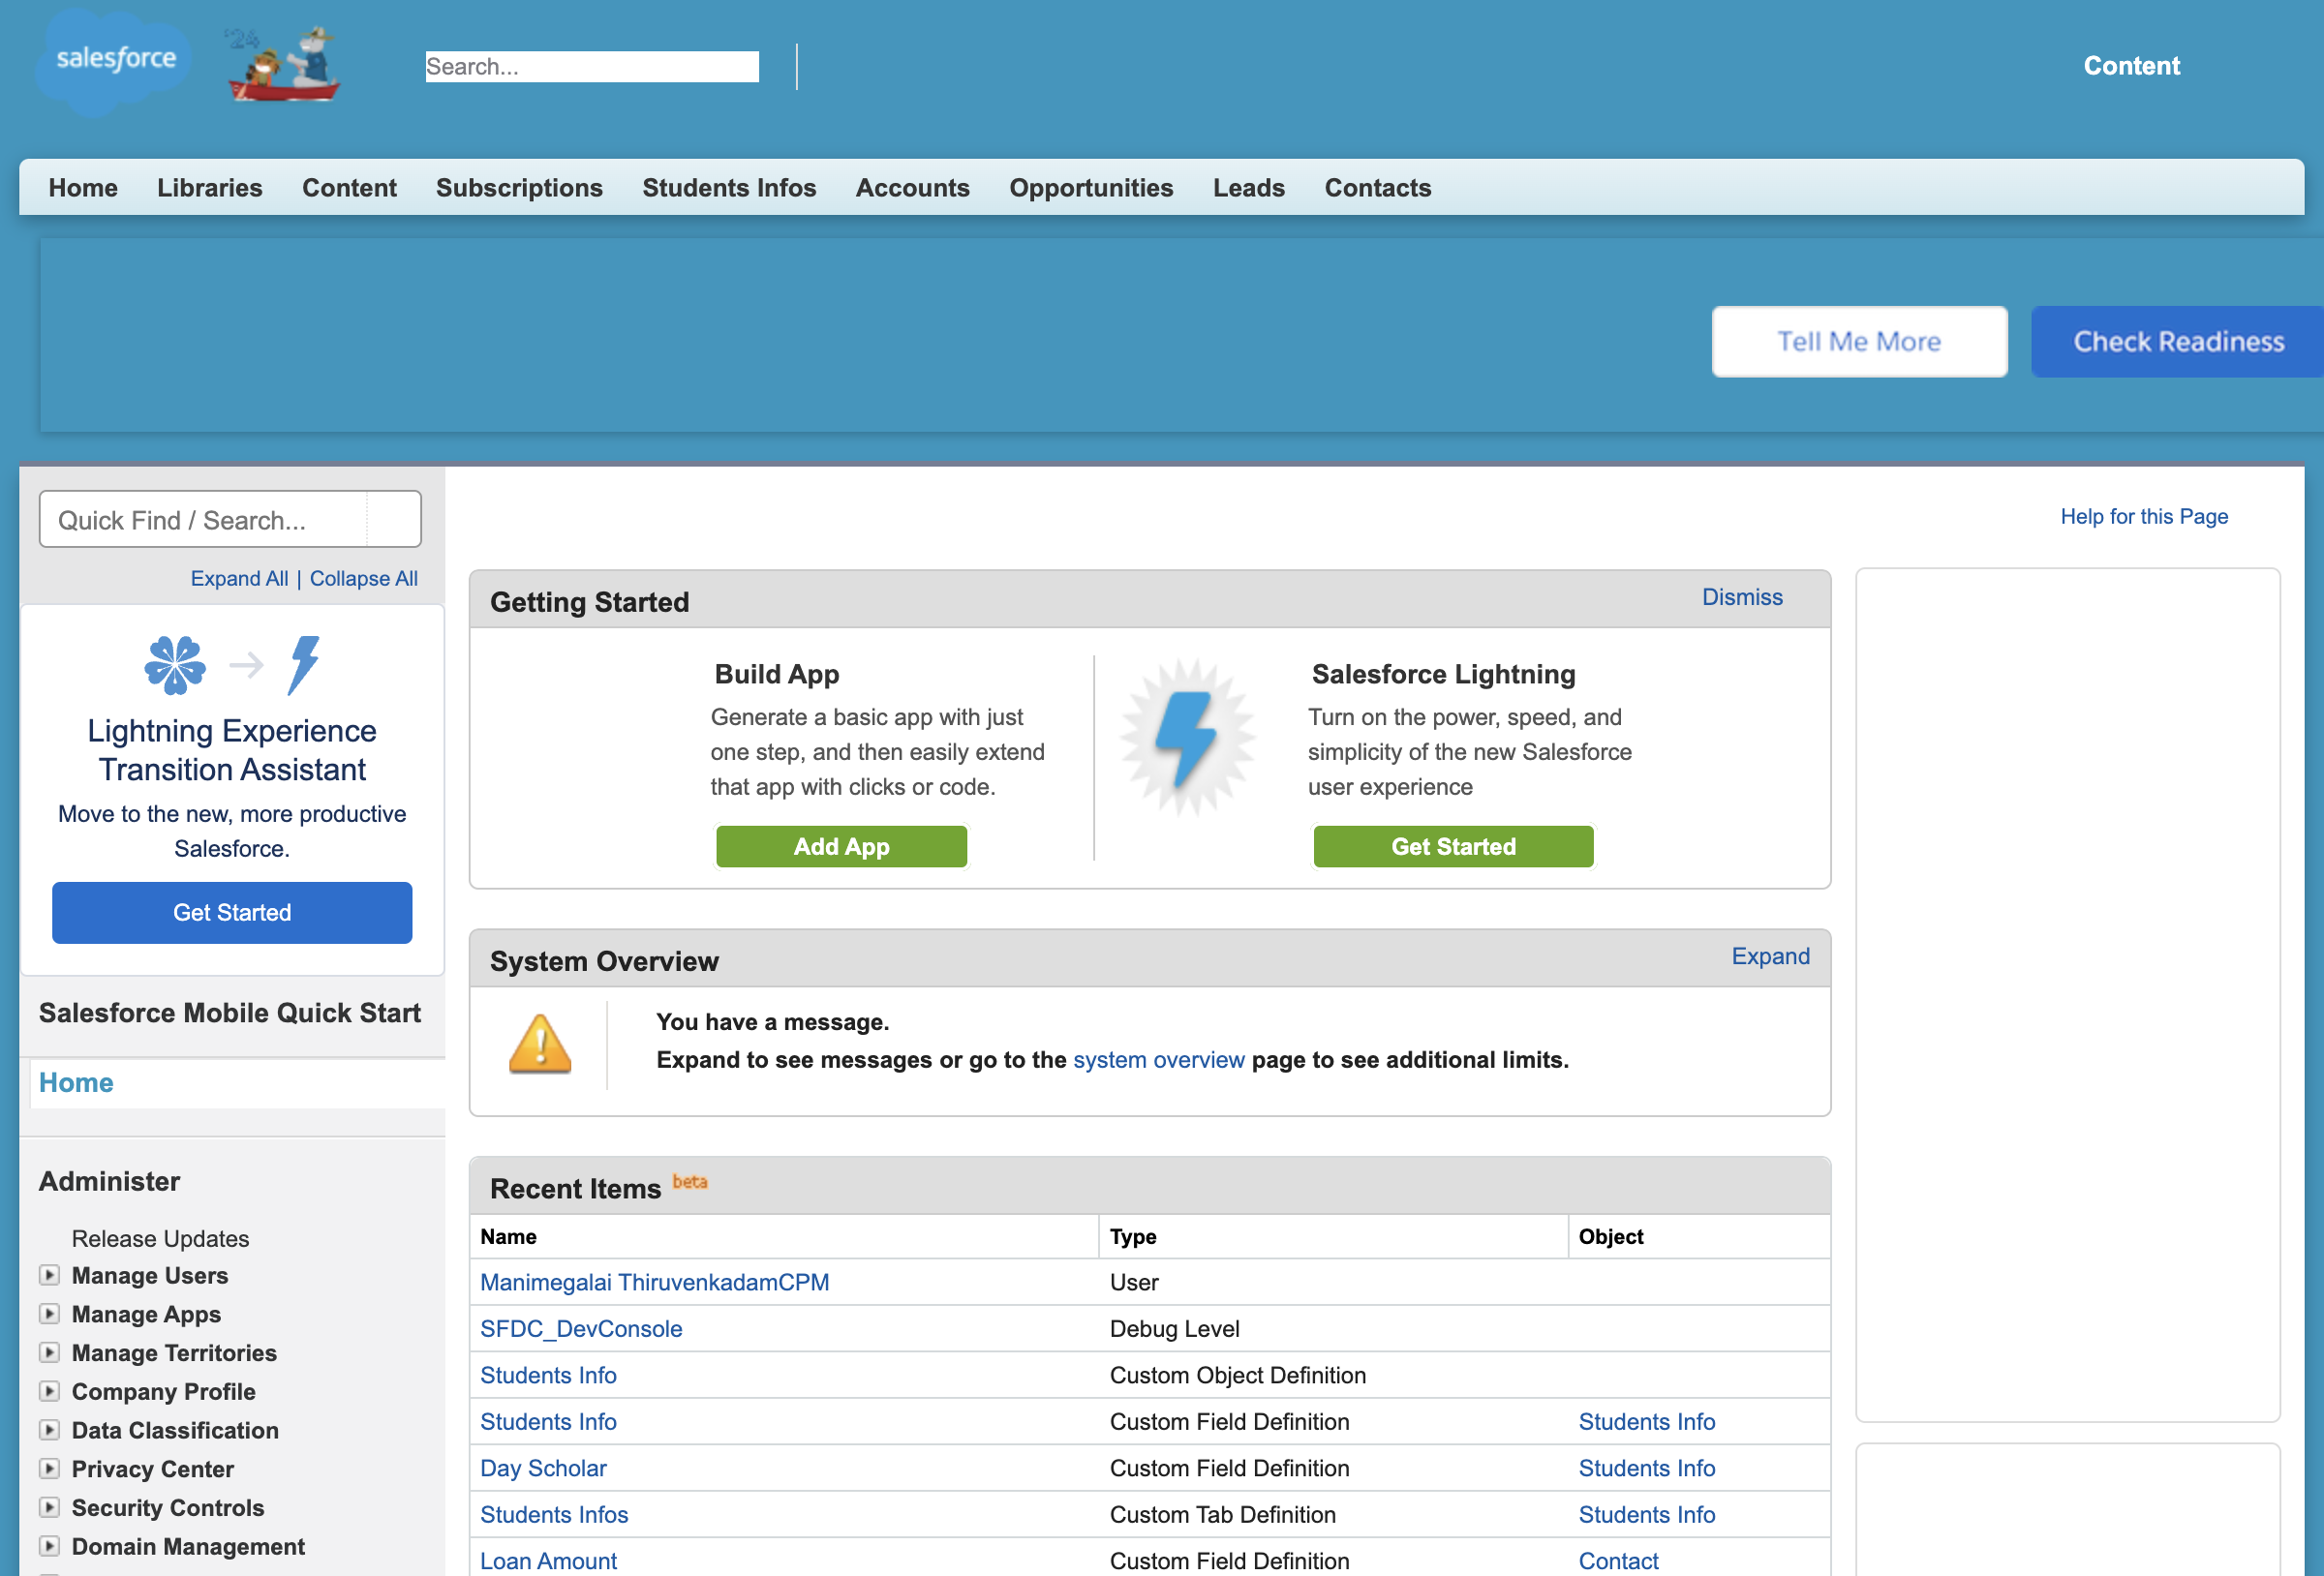 salesforce
'24
Search...
Content
Home Libraries Content Subscriptions Students Infos Accounts Opportunities Leads Contacts
Tell Me More
Check Readiness
Quick Find / Search...
Expand All | Collapse All
Lightning Experience
Transition Assistant
Move to the new, more productive
Salesforce.
Get Started
Salesforce Mobile Quick Start
Home
Administer
Release Updates
Manage Users
Manage Apps
Manage Territories
Company Profile
Data Classification
Privacy Center
Security Controls
Domain Management
Help for this Page
Getting Started
Dismiss
Build App
Generate a basic app with just
one step, and then easily extend
that app with clicks or code.
Add App
Salesforce Lightning
Turn on the power, speed, and
simplicity of the new Salesforce
user experience
Get Started
System Overview
Expand
You have a message.
Expand to see messages or go to the system overview page to see additional limits.
Recent Items beta
Name Type Object
Manimegalai ThiruvenkadamCPM User
SFDC_DevConsole Debug Level
Students Info Custom Object Definition
Students Info Custom Field Definition Students Info
Day Scholar Custom Field Definition Students Info
Students Infos Custom Tab Definition Students Info
Loan Amount Custom Field Definition Contact